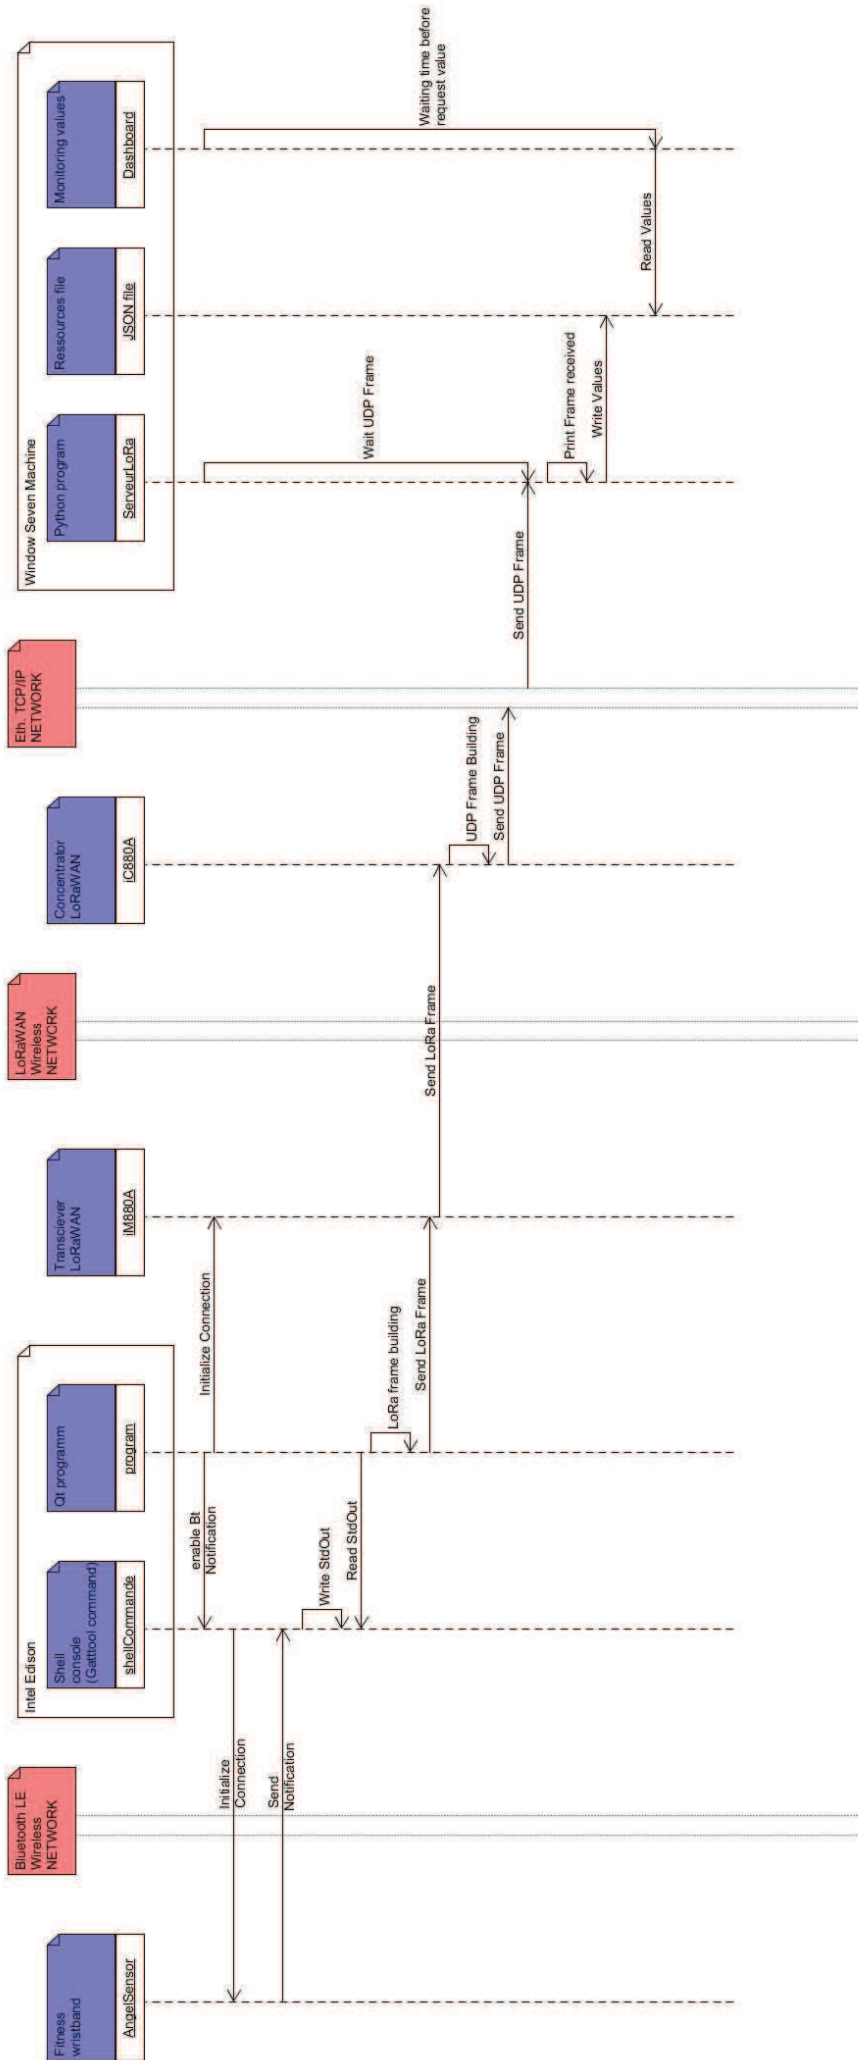 Fitness
wristband
AngelSensor
Bluetooth LE
Wireless
NETWORK
Intel Edison
Shell
console
(Gatttool command)
shellCommande
Qt programm
program
Transciever
LoRaWAN
iM880A
LoRaWAN
Wireless
NETWORK
Concentrator
LoRaWAN
iC880A
Eth. TCP/IP
NETWORK
Window Seven Machine
Python program
ServeurLoRa
Ressources file
JSON file
Monitoring values
Dashboard
enable Bt
Notification
Initialize Connection
Initialize
Connection
Send
Notification
Write StdOut
Read StdOut
LoRa frame building
Send LoRa Frame
Send LoRa Frame
UDP Frame Building
Send UDP Frame
Send UDP Frame
Wait UDP Frame
Print Frame received
Write Values
Waiting time before
request value
Read Values